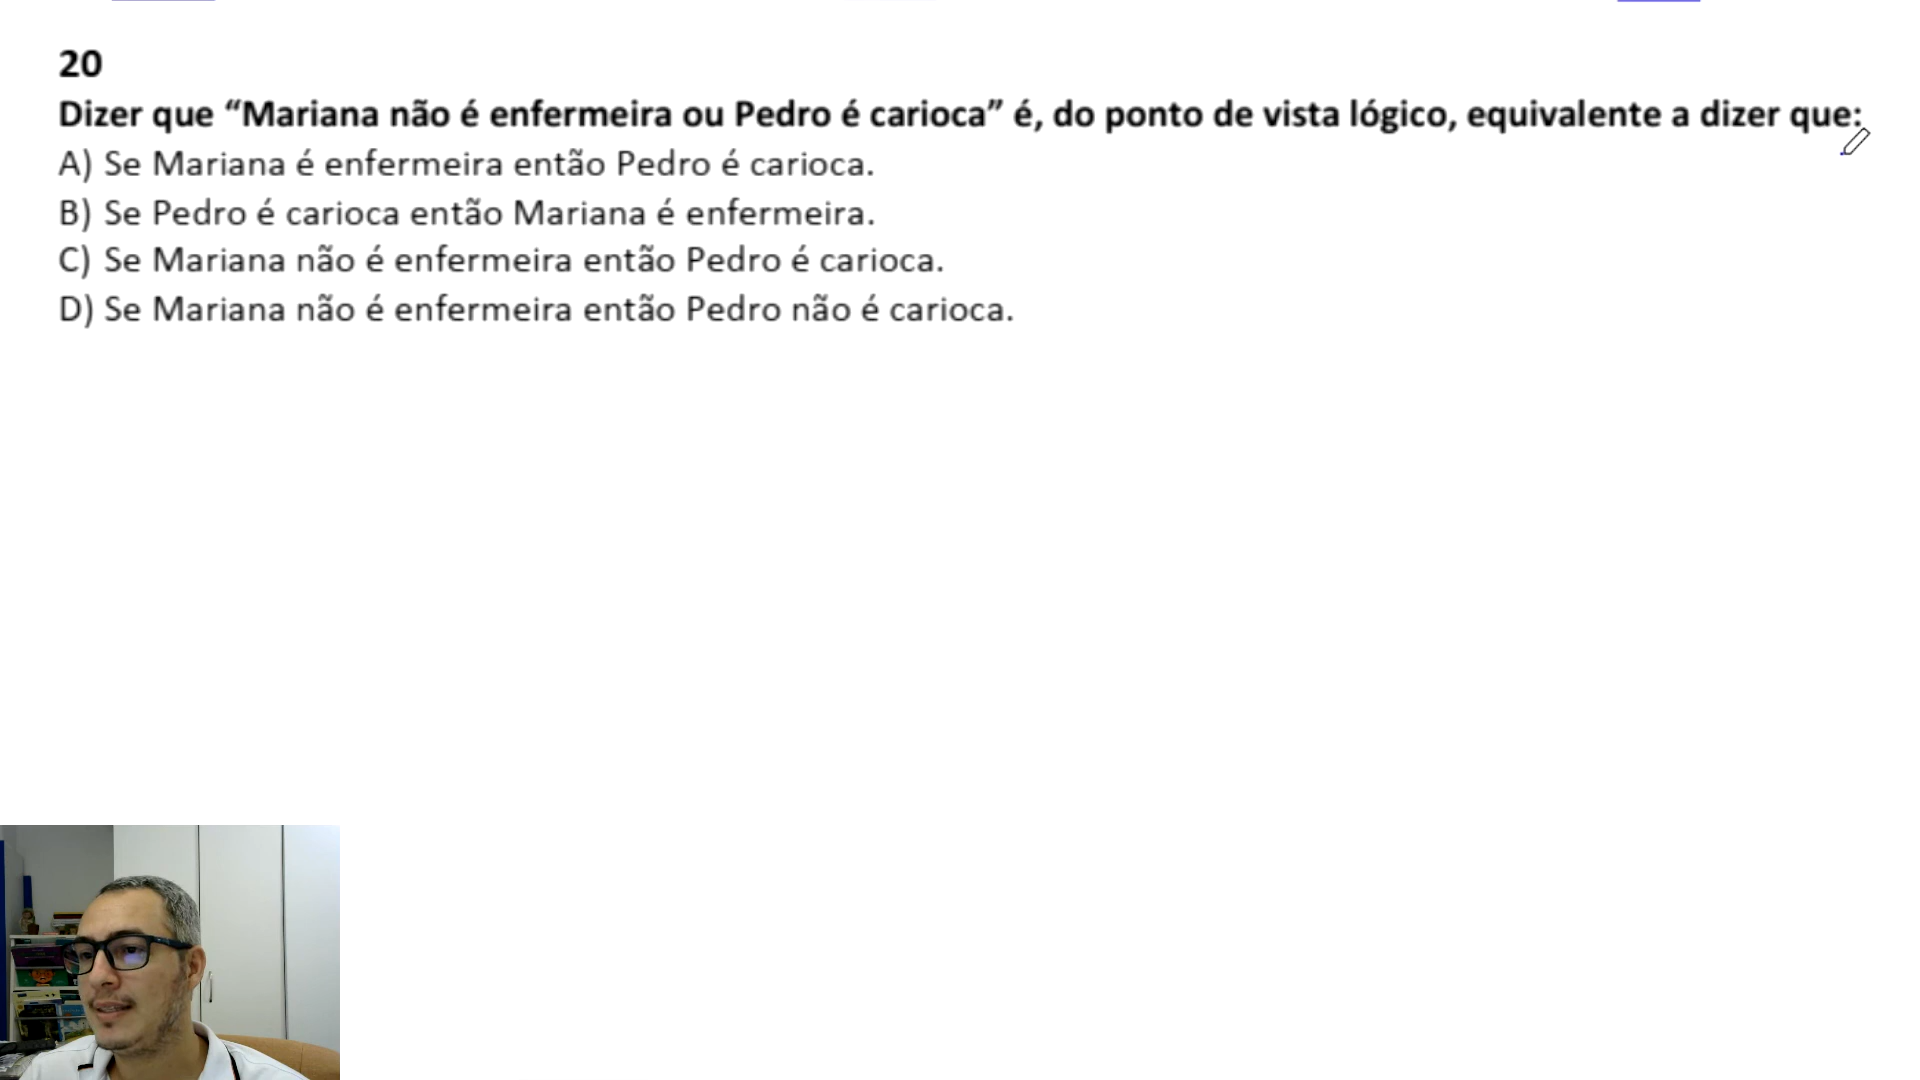 20
Dizer que “Mariana não é enfermeira ou Pedro é carioca” é, do ponto de vista lógico, equivalente a dizer que:
A) Se Mariana é enfermeira então Pedro é carioca.
B) Se Pedro é carioca então Mariana é enfermeira.
C) Se Mariana não é enfermeira então Pedro é carioca.
D) Se Mariana não é enfermeira então Pedro não é carioca.